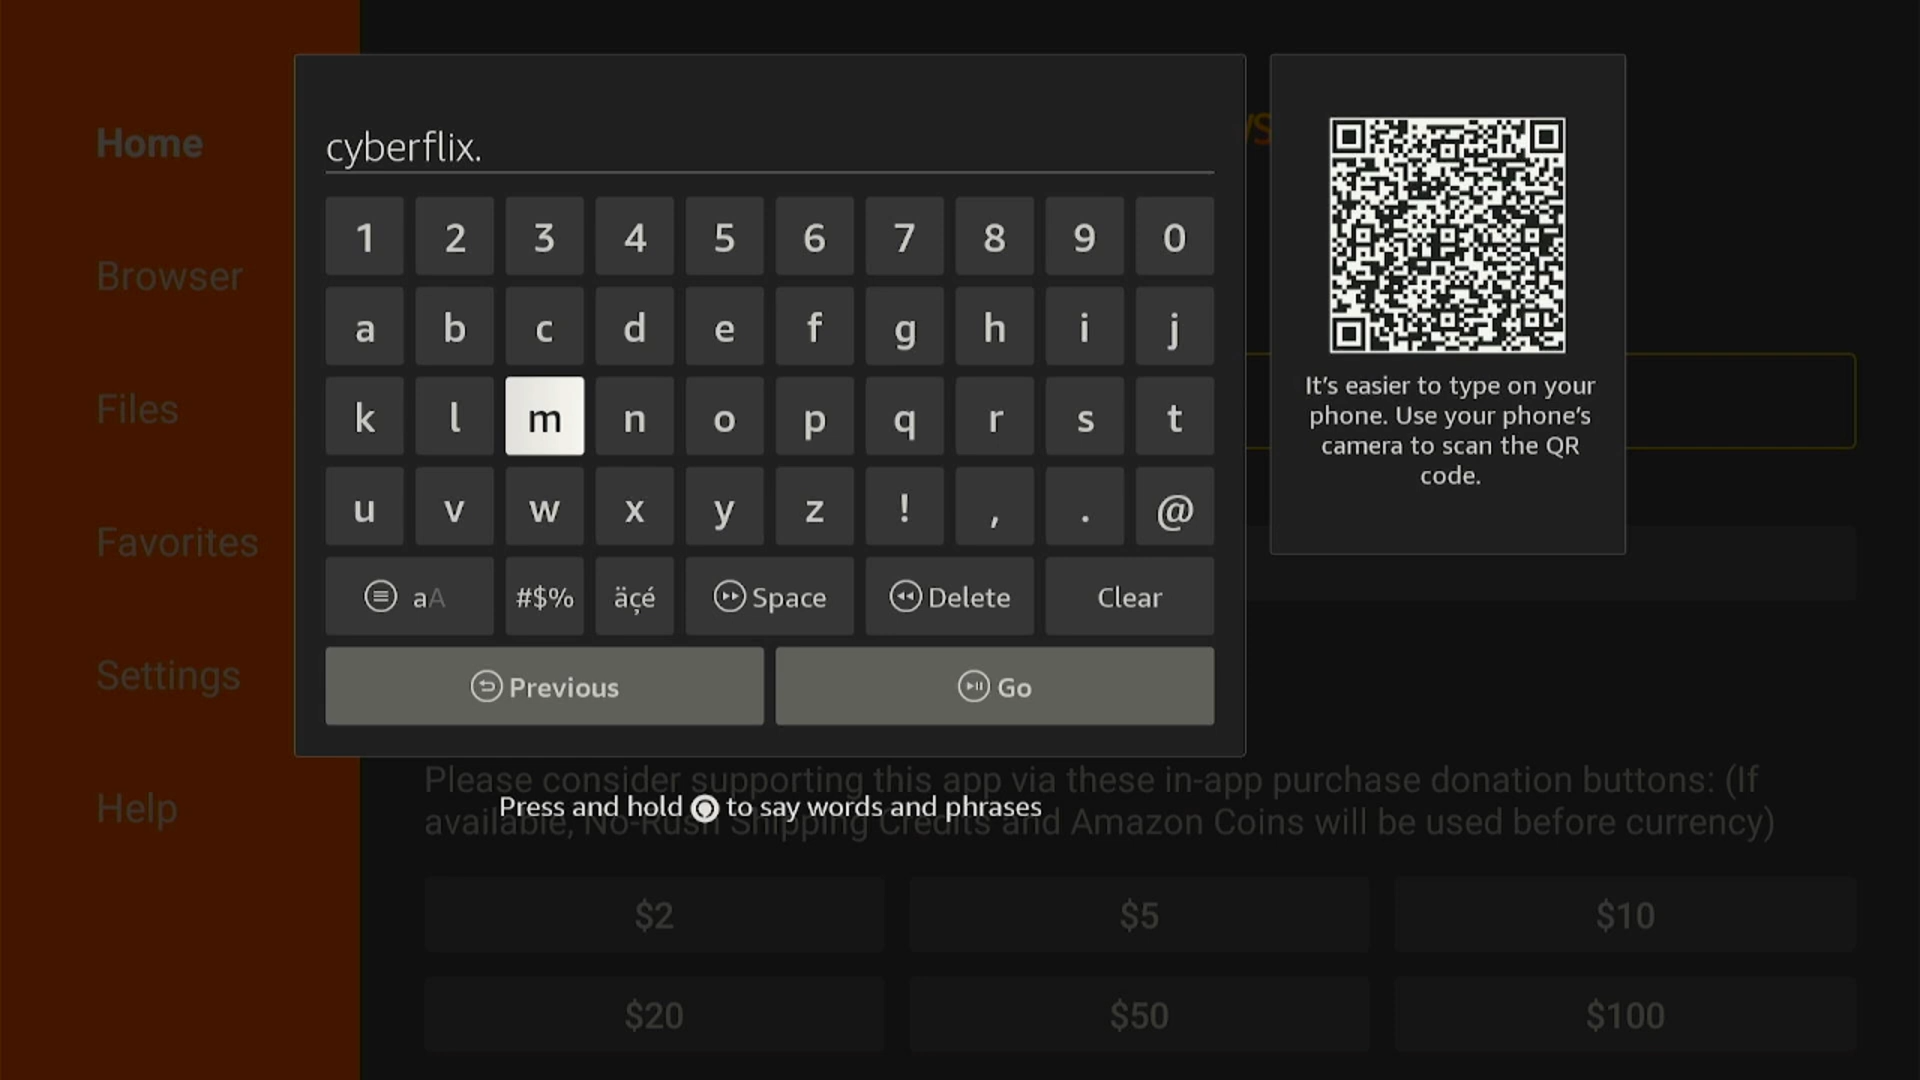 Home
Browser
Files
Favorites
Settings
Help
cyberflix.
1 2 3 4 5 6 7 8 9 0
a b c d e f g h i j
k l m n o p q r s t
u v w x y z ! , . @
aA #$% äçé Space Delete Clear
Previous Go
It's easier to type on your
phone. Use your phone's
camera to scan the QR
code.
Press and hold to say words and phrases
Please consider supporting this app via these in-app purchase donation buttons: (If
available, No-Rush Shipping Credits and Amazon Coins will be used before currency)
$2 $5 $10
$20 $50 $100